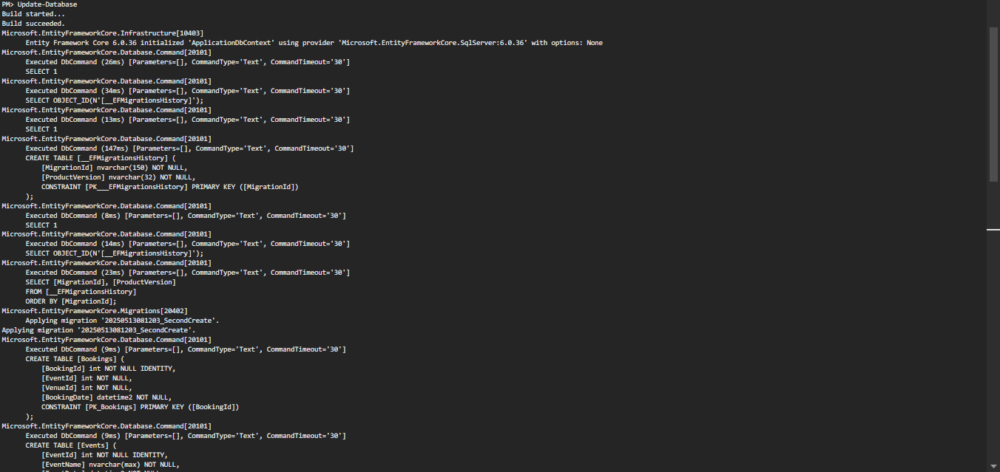 PM> Update-Database
Build started...
Build succeeded.
Microsoft.EntityFrameworkCore.Infrastructure[10403]
      Entity Framework Core 6.0.36 initialized 'ApplicationDbContext' using provider 'Microsoft.EntityFrameworkCore.SqlServer:6.0.36' with options: None
Microsoft.EntityFrameworkCore.Database.Command[20101]
      Executed DbCommand (26ms) [Parameters=[], CommandType='Text', CommandTimeout='30']
      SELECT 1
Microsoft.EntityFrameworkCore.Database.Command[20101]
      Executed DbCommand (34ms) [Parameters=[], CommandType='Text', CommandTimeout='30']
      SELECT OBJECT_ID(N'[__EFMigrationsHistory]');
Microsoft.EntityFrameworkCore.Database.Command[20101]
      Executed DbCommand (13ms) [Parameters=[], CommandType='Text', CommandTimeout='30']
      SELECT 1
Microsoft.EntityFrameworkCore.Database.Command[20101]
      Executed DbCommand (147ms) [Parameters=[], CommandType='Text', CommandTimeout='30']
      CREATE TABLE [__EFMigrationsHistory] (
          [MigrationId] nvarchar(150) NOT NULL,
          [ProductVersion] nvarchar(32) NOT NULL,
          CONSTRAINT [PK___EFMigrationsHistory] PRIMARY KEY ([MigrationId])
      );
Microsoft.EntityFrameworkCore.Database.Command[20101]
      Executed DbCommand (8ms) [Parameters=[], CommandType='Text', CommandTimeout='30']
      SELECT 1
Microsoft.EntityFrameworkCore.Database.Command[20101]
      Executed DbCommand (14ms) [Parameters=[], CommandType='Text', CommandTimeout='30']
      SELECT OBJECT_ID(N'[__EFMigrationsHistory]');
Microsoft.EntityFrameworkCore.Database.Command[20101]
      Executed DbCommand (23ms) [Parameters=[], CommandType='Text', CommandTimeout='30']
      SELECT [MigrationId], [ProductVersion]
      FROM [__EFMigrationsHistory]
      ORDER BY [MigrationId];
Microsoft.EntityFrameworkCore.Migrations[20402]
      Applying migration '20250513081203_SecondCreate'.
Applying migration '20250513081203_SecondCreate'.
Microsoft.EntityFrameworkCore.Database.Command[20101]
      Executed DbCommand (9ms) [Parameters=[], CommandType='Text', CommandTimeout='30']
      CREATE TABLE [Bookings] (
          [BookingId] int NOT NULL IDENTITY,
          [EventId] int NOT NULL,
          [VenueId] int NOT NULL,
          [BookingDate] datetime2 NOT NULL,
          CONSTRAINT [PK_Bookings] PRIMARY KEY ([BookingId])
      );
Microsoft.EntityFrameworkCore.Database.Command[20101]
      Executed DbCommand (9ms) [Parameters=[], CommandType='Text', CommandTimeout='30']
      CREATE TABLE [Events] (
          [EventId] int NOT NULL IDENTITY,
          [EventName] nvarchar(max) NOT NULL,